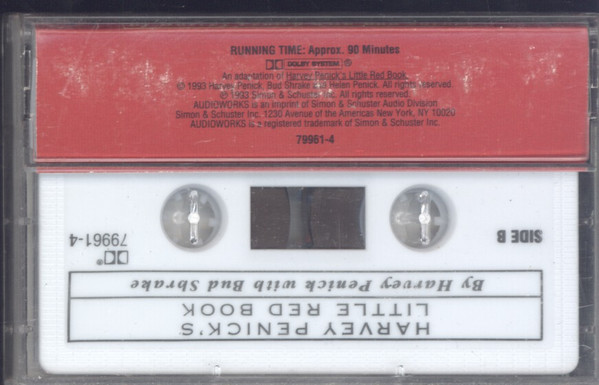 RUNNING TIME: Approx. 90 Minutes
DOLBY SYSTEM
An adaptation of Harvey Penick's Little Red Book
© 1993 Harvey Penick, Bud Shrake and Helen Penick. All rights reserved.
℗ 1993 Simon & Schuster Inc. All rights reserved.
AUDIOWORKS is an imprint of Simon & Schuster Audio Division
Simon & Schuster Inc. 1230 Avenue of the Americas New York, NY 10020
AUDIOWORKS is a registered trademark of Simon & Schuster Inc.
79961-4
HARVEY PENICK'S
LITTLE RED BOOK
By Harvey Penick with Bud Shrake
SIDE B
79961-4